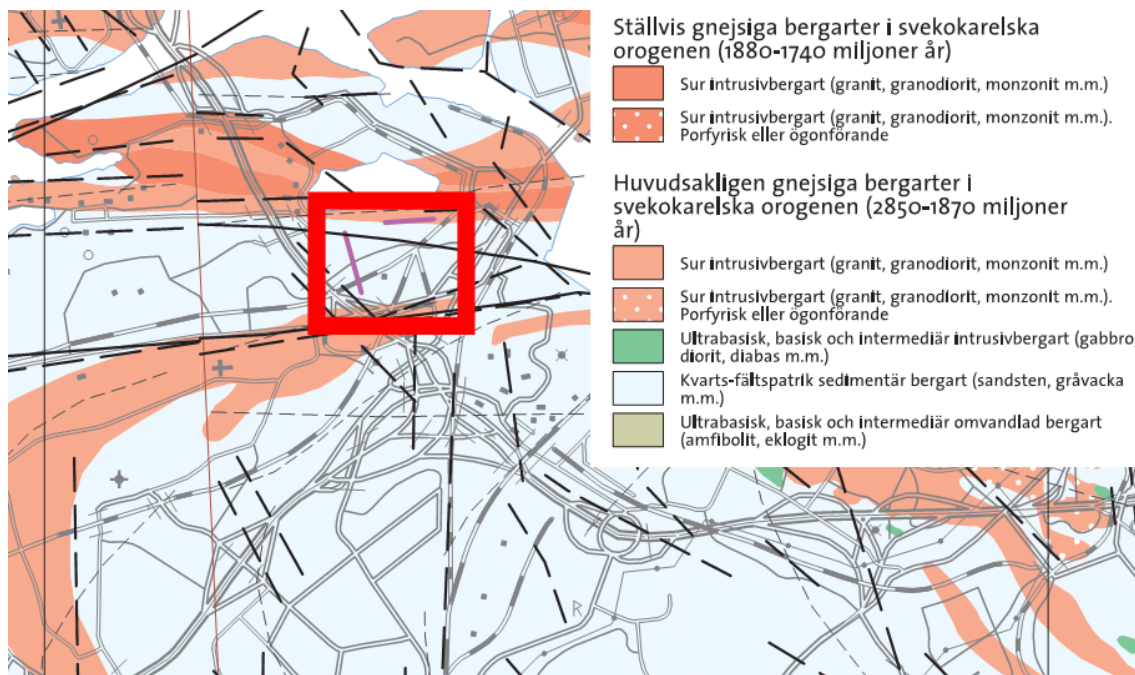 Ställvis gnejsiga bergarter i svekokarelska
orogenen (1880-1740 miljoner år)
Sur intrusivbergart (granit, granodiorit, monzonit m.m.)
Sur intrusivbergart (granit, granodiorit, monzonit m.m.).
Porfyrisk eller ögonförande
Huvudsakligen gnejsiga bergarter i
svekokarelska orogenen (2850-1870 miljoner
år)
Sur intrusivbergart (granit, granodiorit, monzonit m.m.)
Sur intrusivbergart (granit, granodiorit, monzonit m.m.).
Porfyrisk eller ögonförande
Ultrabasisk, basisk och intermediär intrusivbergart (gabbro,
diorit, diabas m.m.)
Kvarts-fältspatrik sedimentär bergart (sandsten, gråvacka
m.m.)
Ultrabasisk, basisk och intermediär omvandlad bergart
(amfibolit, eklogit m.m.)
R